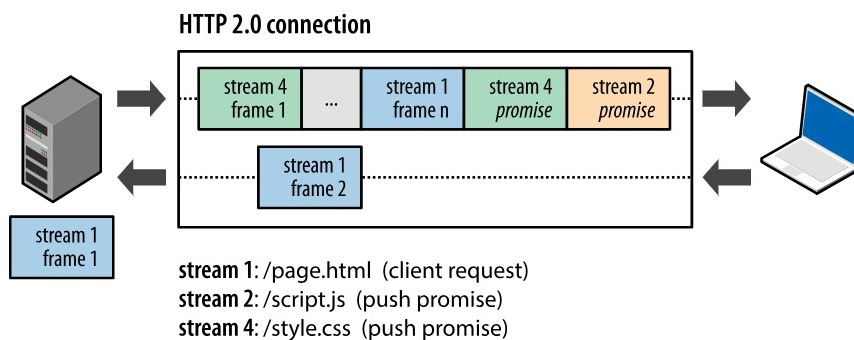 HTTP 2.0 connection
stream 4
frame 1
...
stream 1
frame n
stream 4
promise
stream 2
promise
stream 1
frame 2
stream 1
frame 1
stream 1: /page.html (client request)
stream 2: /script.js (push promise)
stream 4: /style.css (push promise)